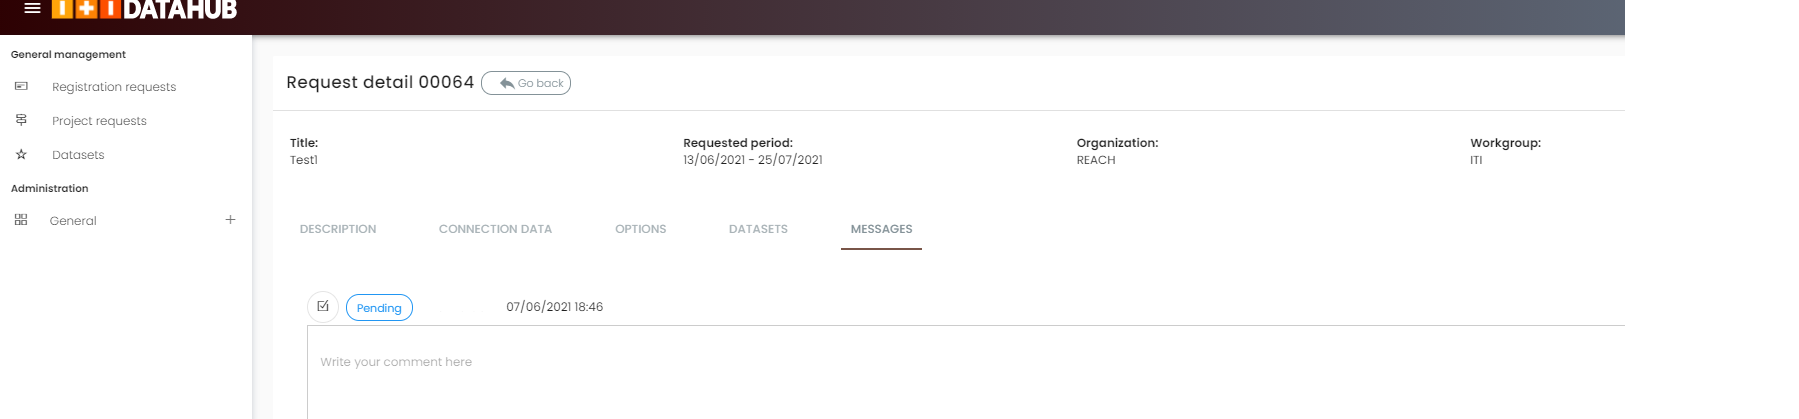 ITI DATAHUB
General management
Registration requests
Project requests
Datasets
Administration
General
Request detail 00064 Go back
Title: Requested period: Organization: Workgroup:
Test1 13/06/2021 - 25/07/2021 REACH ITI
DESCRIPTION CONNECTION DATA OPTIONS DATASETS MESSAGES
Pending 07/06/2021 18:46
Write your comment here